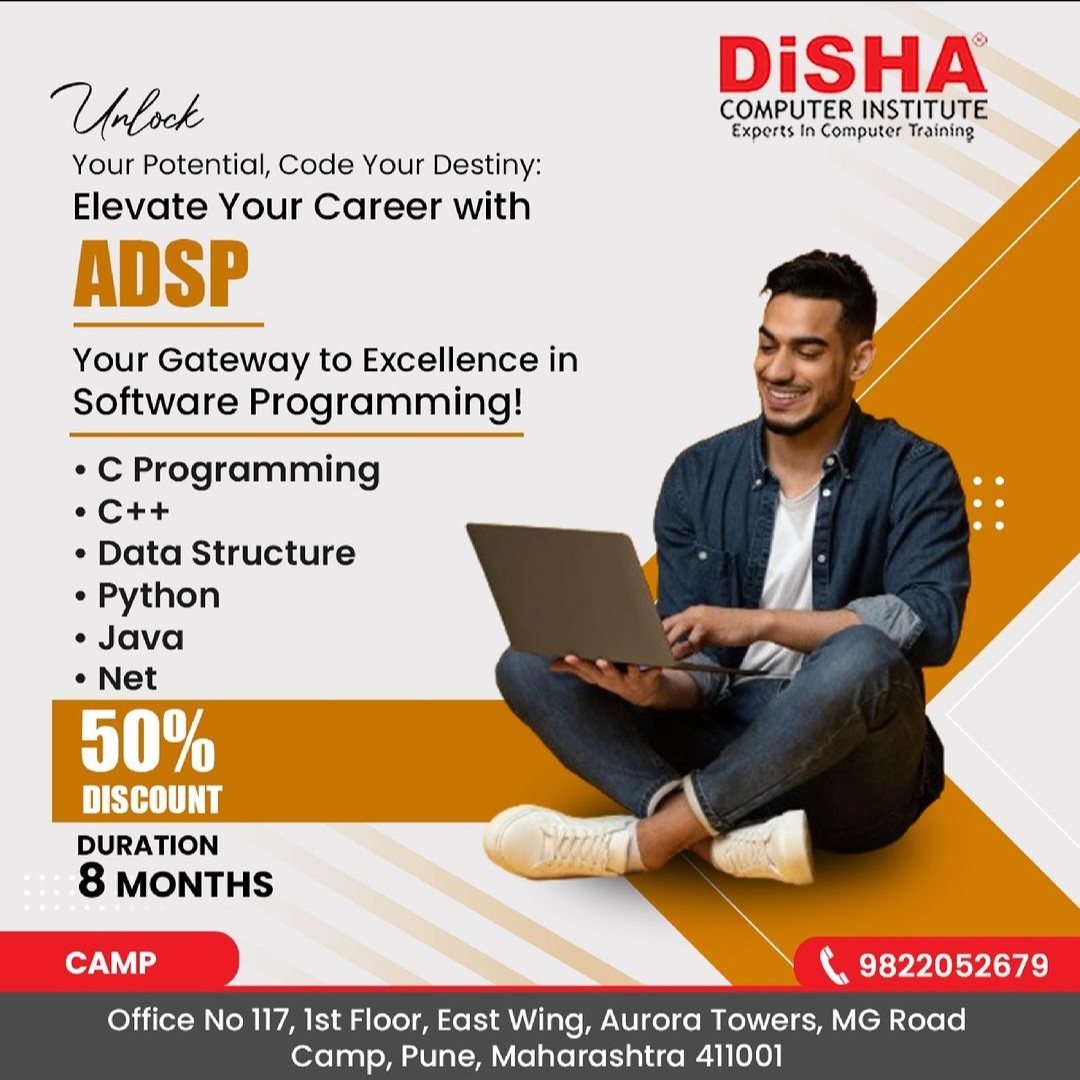 DiSHA®
COMPUTER INSTITUTE
Experts In Computer Training
Unlock
Your Potential, Code Your Destiny:
Elevate Your Career with
ADSP
Your Gateway to Excellence in
Software Programming!
• C Programming
• C++
• Data Structure
• Python
• Java
• Net
50%
DISCOUNT
DURATION
8 MONTHS
CAMP
9822052679
Office No 117, 1st Floor, East Wing, Aurora Towers, MG Road
Camp, Pune, Maharashtra 411001